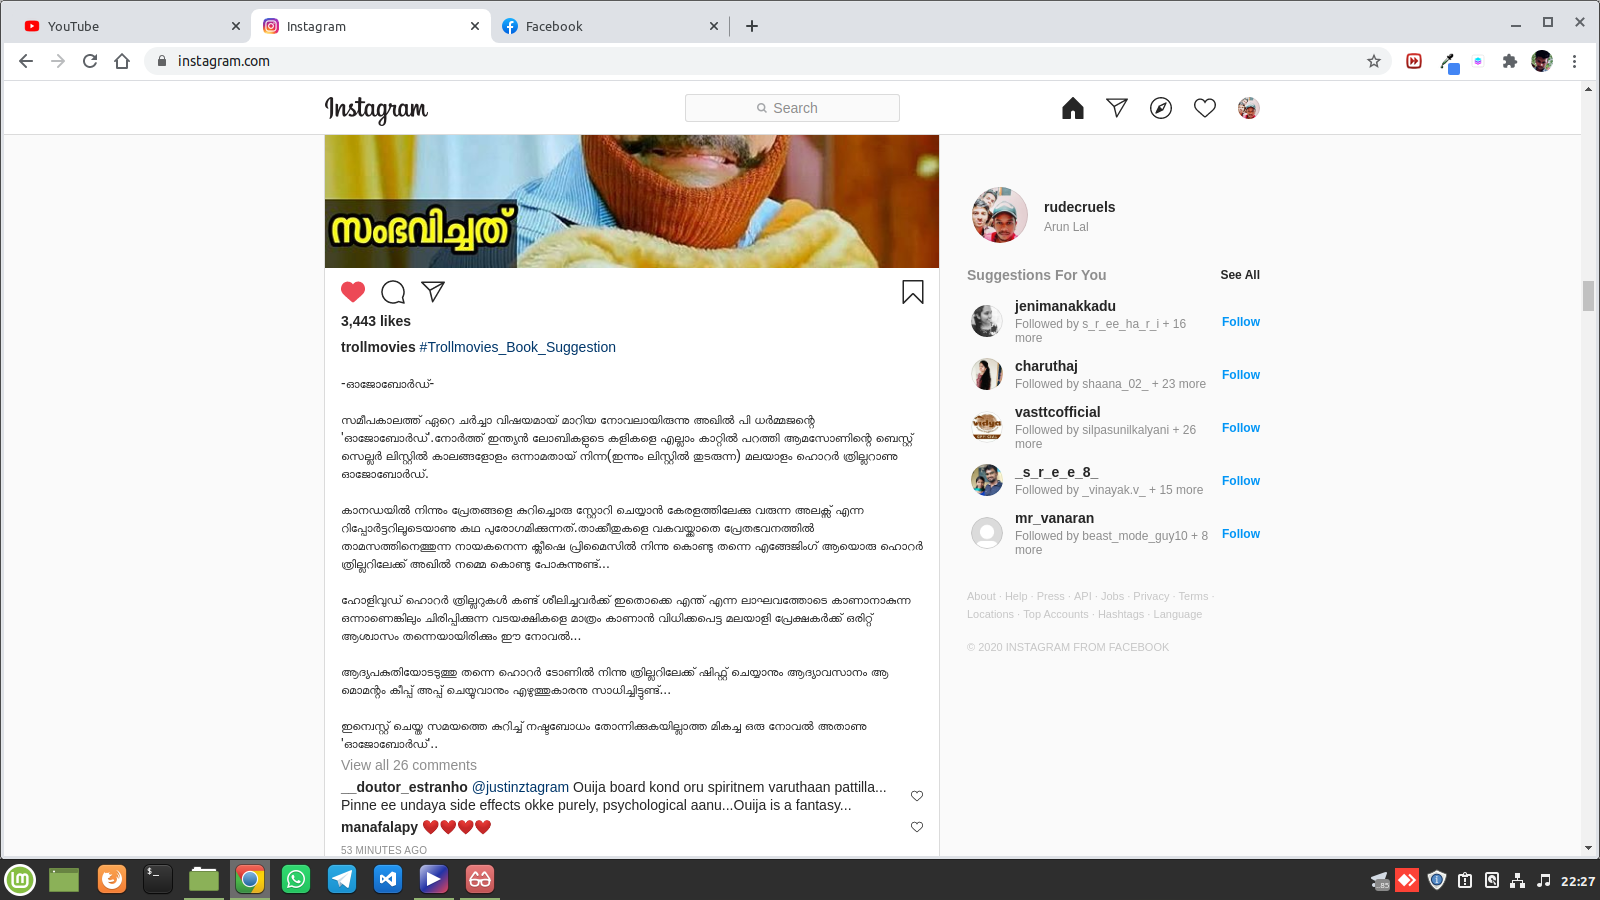 YouTube
Instagram
Facebook
instagram.com
Instagram
Search
സംഭവിച്ചത്
3,443 likes
trollmovies #Trollmovies_Book_Suggestion
-ഓജോബോർഡ്-
സമീപകാലത്ത് ഏറെ ചർച്ചാ വിഷയമായ് മാറിയ നോവലായിരുന്നു അഖിൽ പി ധർമ്മജന്റെ
'ഓജോബോർഡ്'.നോർത്ത് ഇന്ത്യൻ ലോബികളുടെ കളികളെ എല്ലാം കാറ്റിൽ പറത്തി ആമസോണിന്റെ ബെസ്റ്റ്
സെല്ലർ ലിസ്റ്റിൽ കാലങ്ങളോളം ഒന്നാമതായ് നിന്ന(ഇന്നും ലിസ്റ്റിൽ തുടരുന്ന) മലയാളം ഹൊറർ ത്രില്ലറാണു
ഓജോബോർഡ്.
കാനഡയിൽ നിന്നും പ്രേതങ്ങളെ കുറിച്ചൊരു സ്റ്റോറി ചെയ്യാൻ കേരളത്തിലേക്കു വരുന്ന അലക്സ് എന്ന
റിപ്പോർട്ടറിലൂടെയാണു കഥ പുരോഗമിക്കുന്നത്.താക്കീതുകളെ വകവയ്ക്കാതെ പ്രേതഭവനത്തിൽ
താമസത്തിനെത്തുന്ന നായകനെന്ന ക്ലീഷെ പ്രിമൈസിൽ നിന്നു കൊണ്ടു തന്നെ എങ്ങേജിംഗ് ആയൊരു ഹൊറർ
ത്രില്ലറിലേക്ക് അഖിൽ നമ്മെ കൊണ്ടു പോകുന്നുണ്ട്...
ഹോളിവുഡ് ഹൊറർ ത്രില്ലറുകൾ കണ്ട് ശീലിച്ചവർക്ക് ഇതൊക്കെ എന്ത് എന്ന ലാഘവത്തോടെ കാണാനാകുന്ന
ഒന്നാണെങ്കിലും ചിരിപ്പിക്കുന്ന വടയക്ഷികളെ മാത്രം കാണാൻ വിധിക്കപെട്ട മലയാളി പ്രേക്ഷകർക്ക് ഒരിറ്റ്
ആശ്വാസം തന്നെയായിരിക്കും ഈ നോവൽ...
ആദ്യപകുതിയോടടുത്തു തന്നെ ഹൊറർ ടോണിൽ നിന്നു ത്രില്ലറിലേക്ക് ഷിഫ്റ്റ് ചെയ്യാനും ആദ്യാവസാനം ആ
മൊമന്റം കീപ്പ് അപ്പ് ചെയ്യുവാനും എഴുത്തുകാരനു സാധിച്ചിട്ടുണ്ട്...
ഇൻവെസ്റ്റ് ചെയ്ത സമയത്തെ കുറിച്ച് നഷ്ടബോധം തോന്നിക്കുകയില്ലാത്ത മികച്ച ഒരു നോവൽ അതാണു
'ഓജോബോർഡ്'..
View all 26 comments
__doutor_estranho @justinztagram Ouija board kond oru spiritnem varuthaan pattilla...
Pinne ee undaya side effects okke purely, psychological aanu...Ouija is a fantasy...
manafalapy ❤️❤️❤️❤️
53 MINUTES AGO
rudecruels
Arun Lal
Suggestions For You See All
jenimanakkadu
Followed by s_r_ee_ha_r_i + 16
more
Follow
charuthaj
Followed by shaana_02_ + 23 more
Follow
vasttcofficial
Followed by silpasunilkalyani + 26
more
Follow
_s_r_e_e_8_
Followed by _vinayak.v_ + 15 more
Follow
mr_vanaran
Followed by beast_mode_guy10 + 8
more
Follow
About · Help · Press · API · Jobs · Privacy · Terms ·
Locations · Top Accounts · Hashtags · Language
© 2020 INSTAGRAM FROM FACEBOOK
22:27